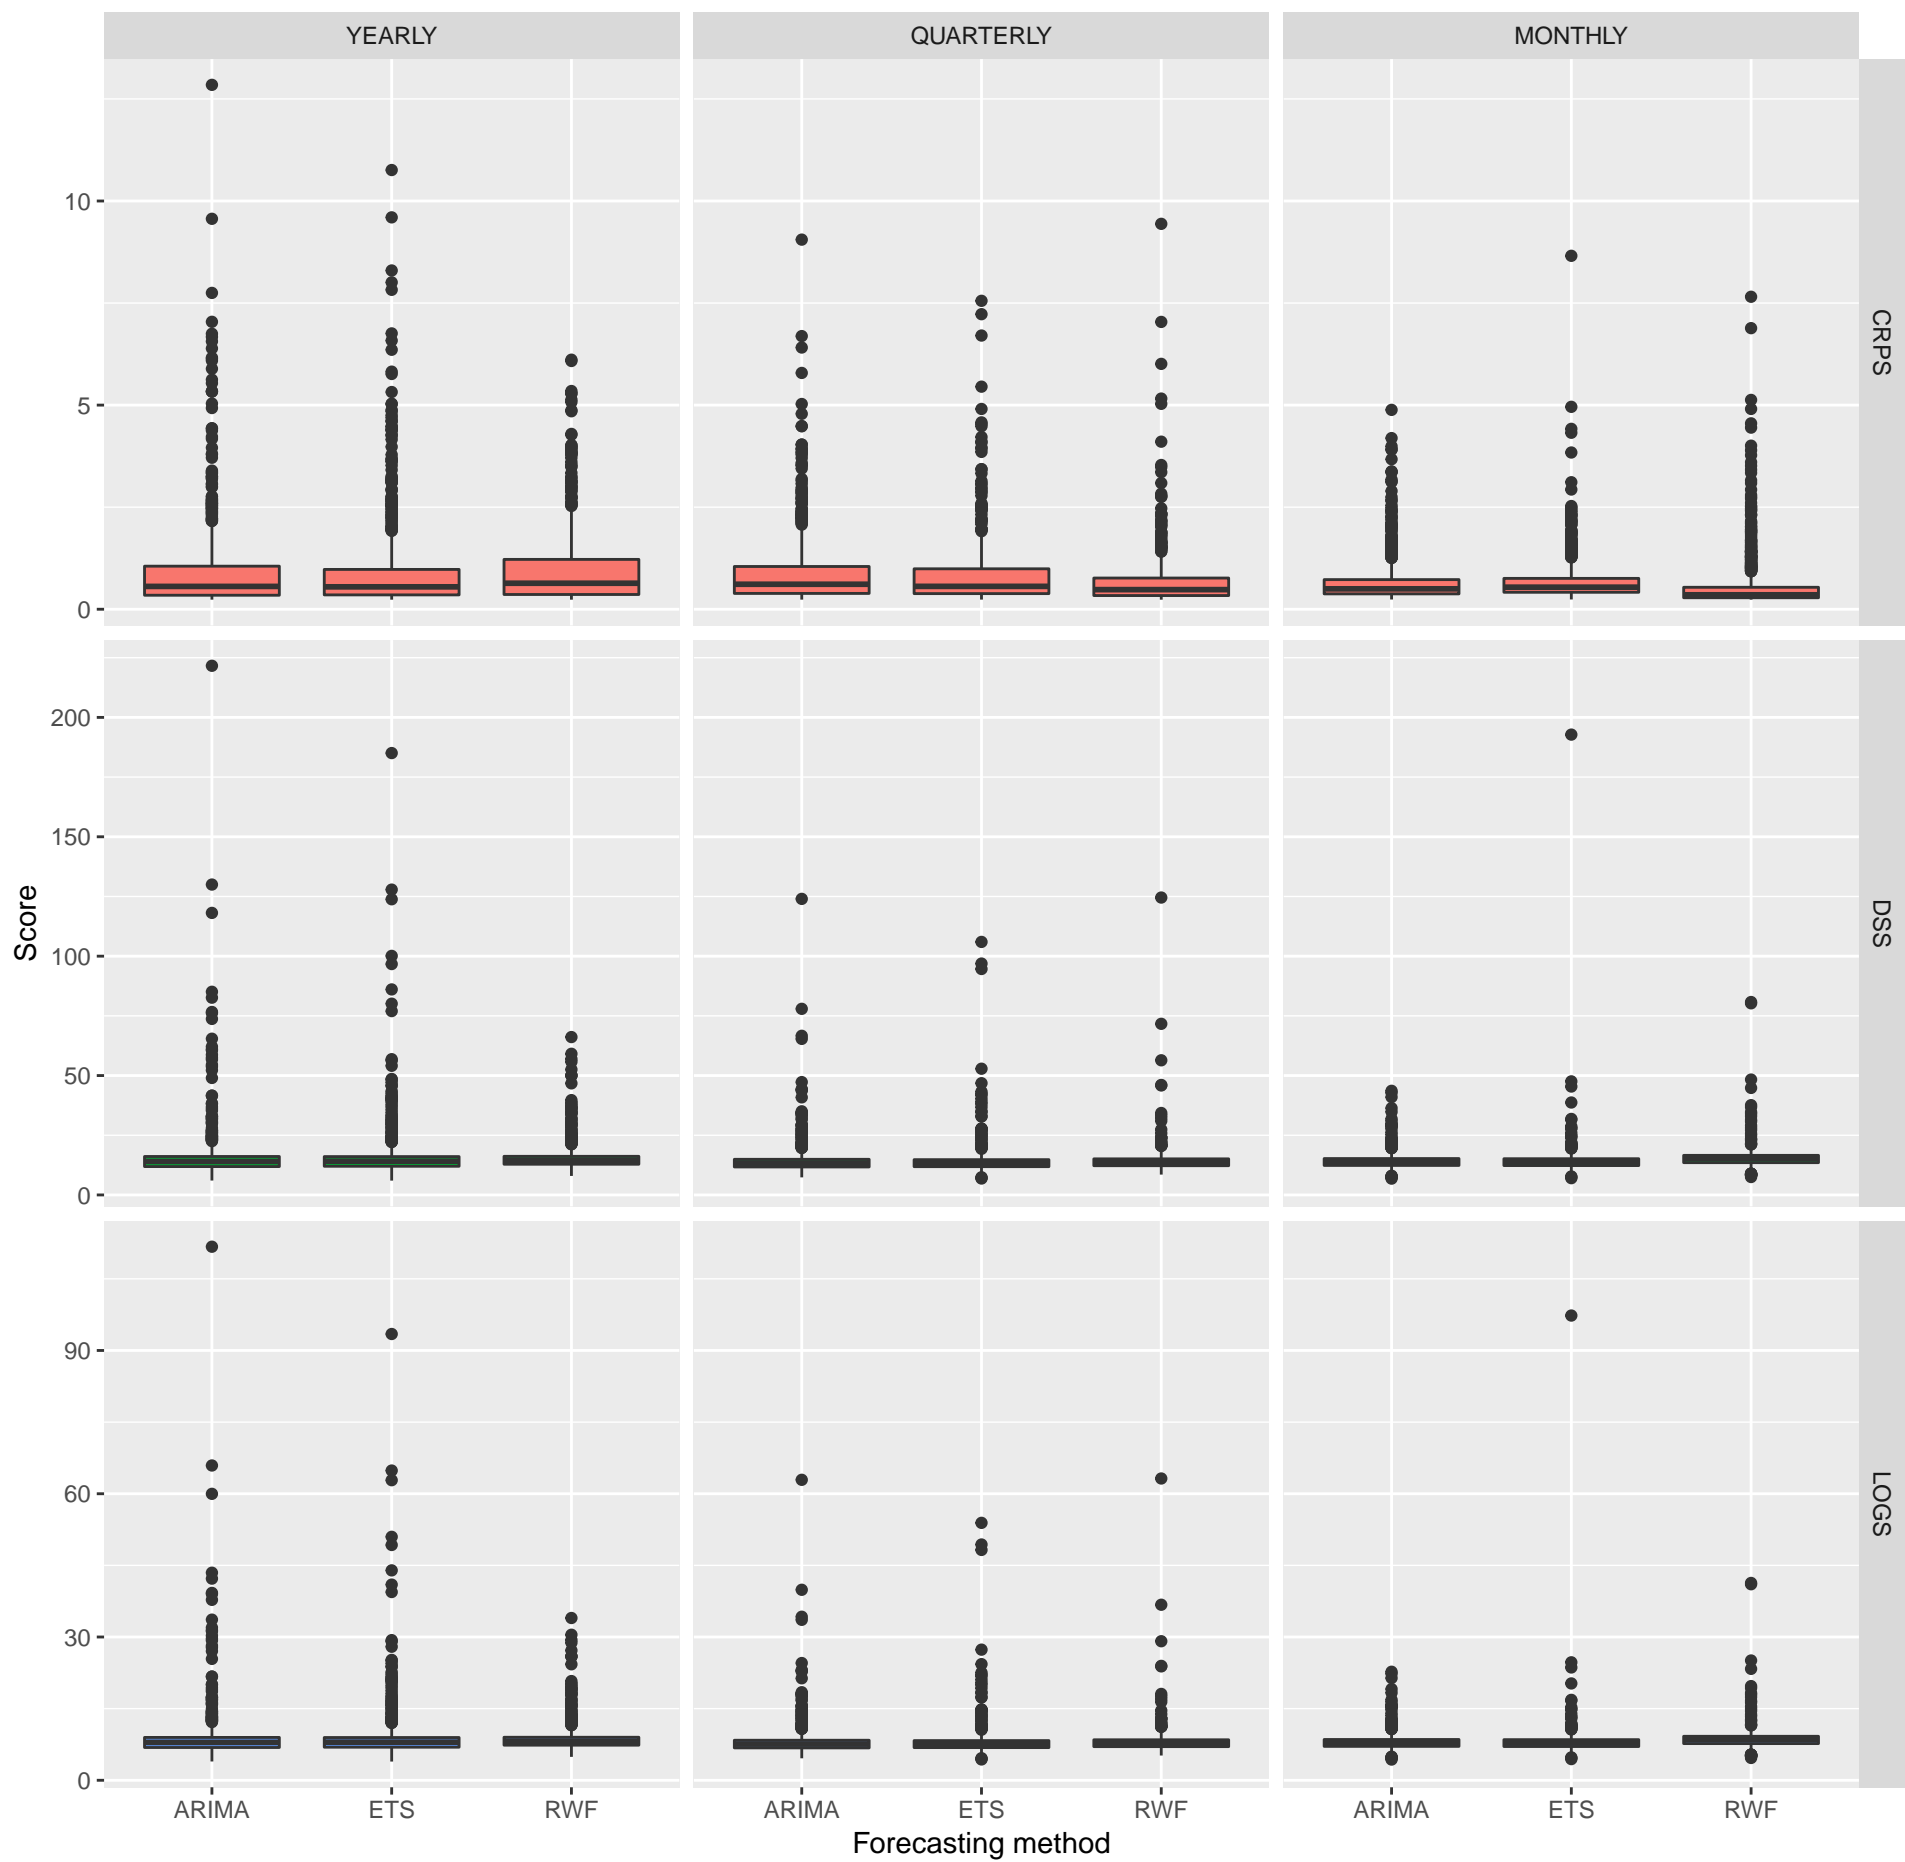 YEARLY QUARTERLY MONTHLY
10
5
0
CRPS
200
150
100
50
0
DSS
Score
90
60
30
0
LOGS
ARIMA ETS RWF ARIMA ETS RWF ARIMA ETS RWF
Forecasting method